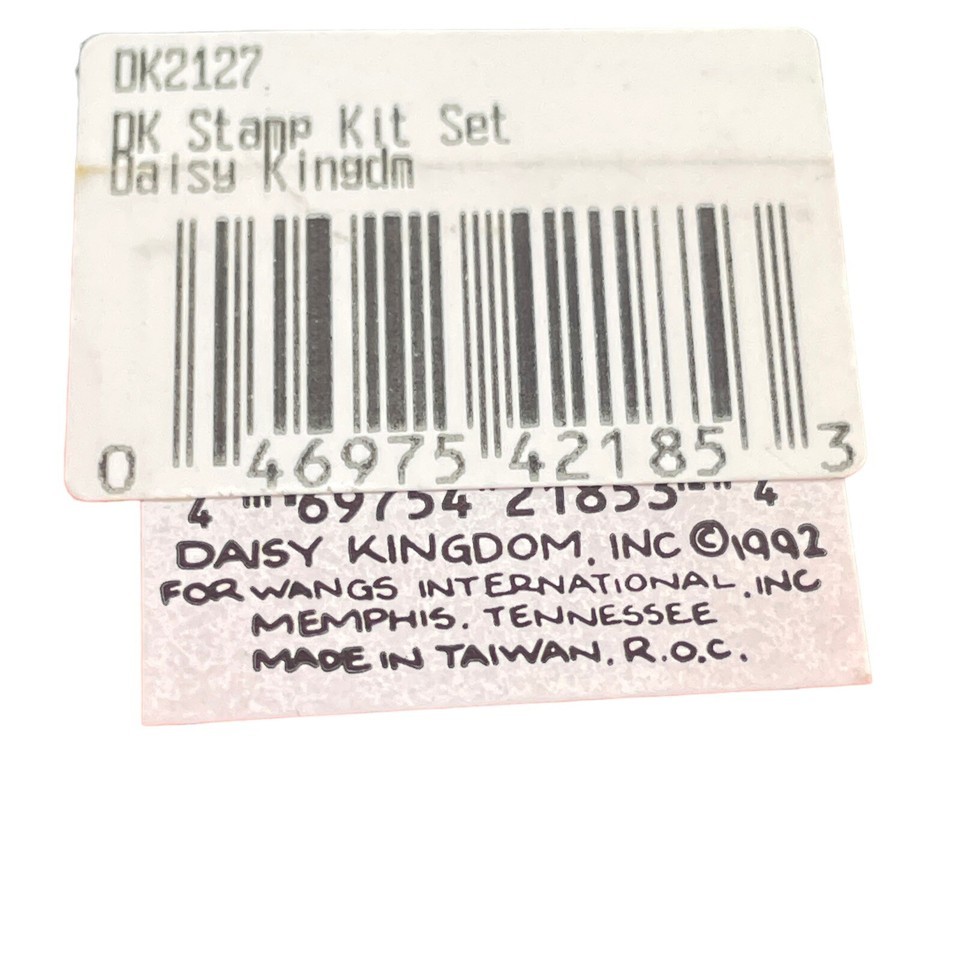 DK2127
DK Stamp Kit Set
Daisy Kingdm
0 46975 42185 3
DAISY KINGDOM, INC © 1992
FOR WANGS INTERNATIONAL, INC
MEMPHIS. TENNESSEE
MADE IN TAIWAN, R.O.C.